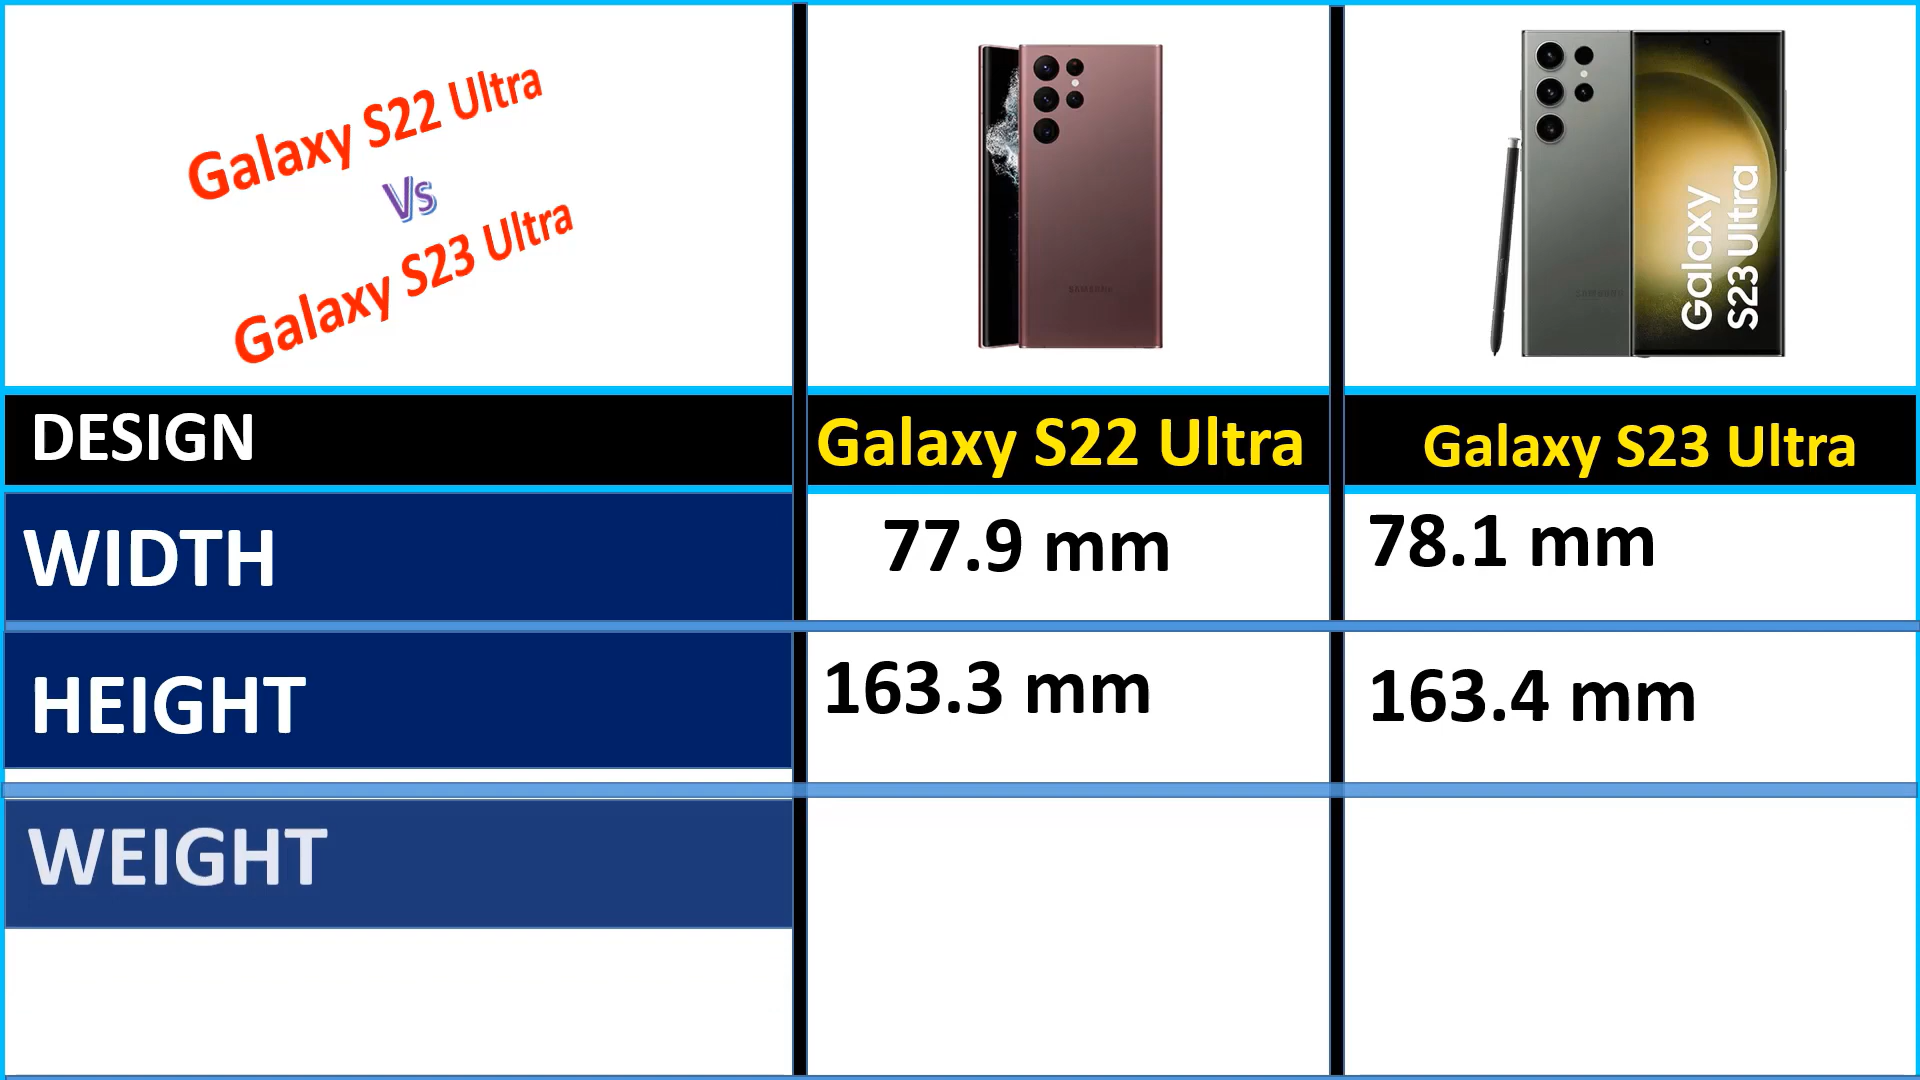 Galaxy S22 Ultra
Vs
Galaxy S23 Ultra
SAMSUNG
Galaxy
S23 Ultra
DESIGN
Galaxy S22 Ultra
Galaxy S23 Ultra
WIDTH
77.9 mm
78.1 mm
HEIGHT
163.3 mm
163.4 mm
WEIGHT